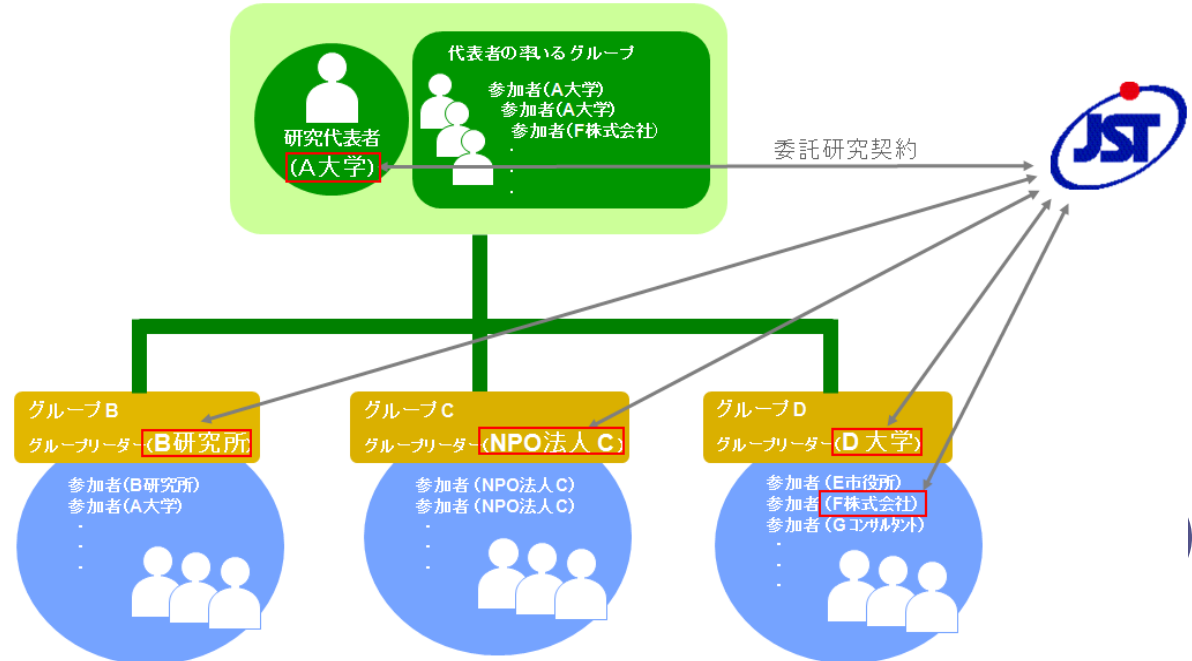 代表者の率いるグループ
参加者(A大学)
参加者(A大学)
参加者(F株式会社)
.
.
.
研究代表者
(A大学)
委託研究契約
JST
グループB
グループリーダー(B研究所)
参加者(B研究所)
参加者(A大学)
.
.
.
グループC
グループリーダー(NPO法人C)
参加者(NPO法人C)
参加者(NPO法人C)
.
.
.
グループD
グループリーダー(D大学)
参加者(E市役所)
参加者(F株式会社)
参加者(Gコンサルタント)
.
.
.